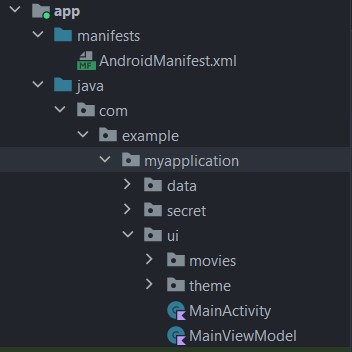 app
manifests
AndroidManifest.xml
java
com
example
myapplication
data
secret
ui
movies
theme
MainActivity
MainViewModel